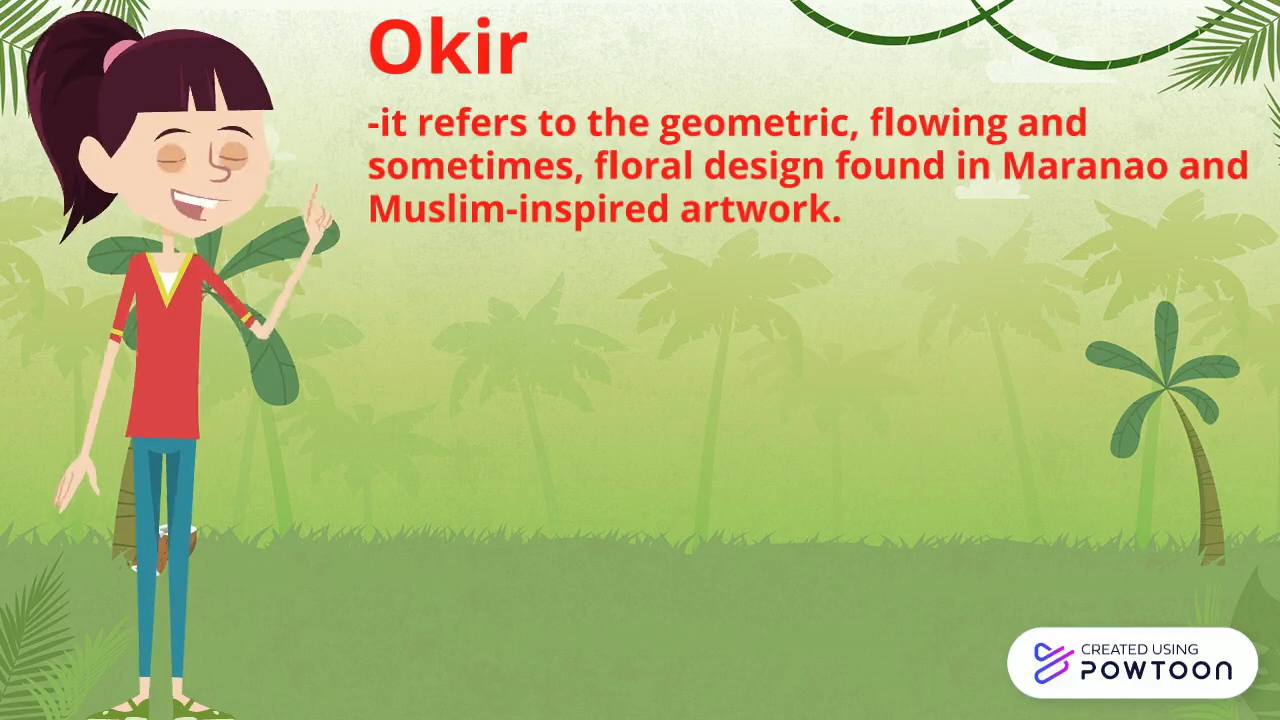 Okir
-it refers to the geometric, flowing and
sometimes, floral design found in Maranao and
Muslim-inspired artwork.
CREATED USING
POWTOON